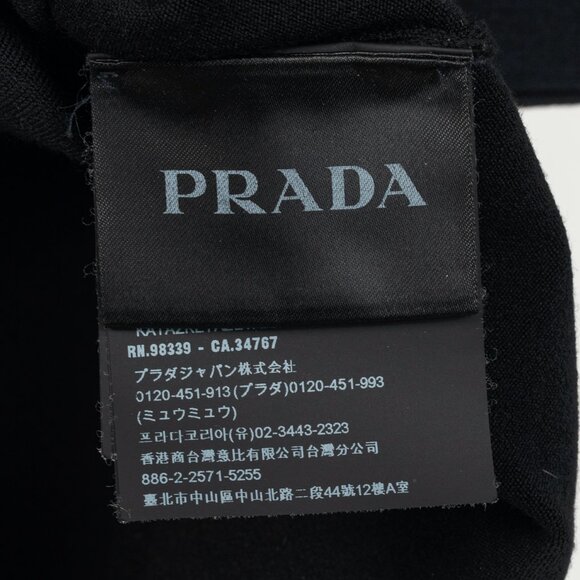 PRADA
RN.98339 - CA.34767
プラダジャパン株式会社
0120-451-913(プラダ)0120-451-993
(ミュウミュウ)
프라다코리아(유)02-3443-2323
香港商台灣意比有限公司台灣分公司
886-2-2571-5255
臺北市中山區中山北路二段44號12樓A室